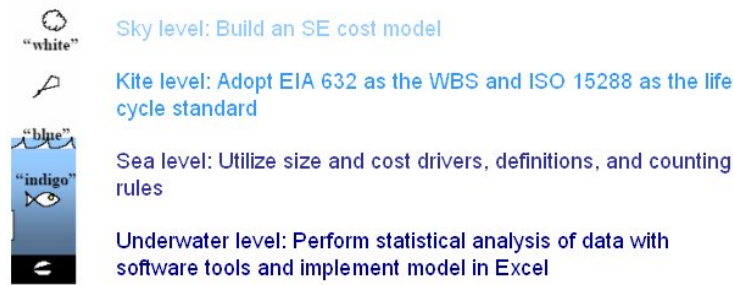 “white”
Sky level: Build an SE cost model
Kite level: Adopt EIA 632 as the WBS and ISO 15288 as the life
cycle standard
“blue”
Sea level: Utilize size and cost drivers, definitions, and counting
rules
“indigo”
Underwater level: Perform statistical analysis of data with
software tools and implement model in Excel